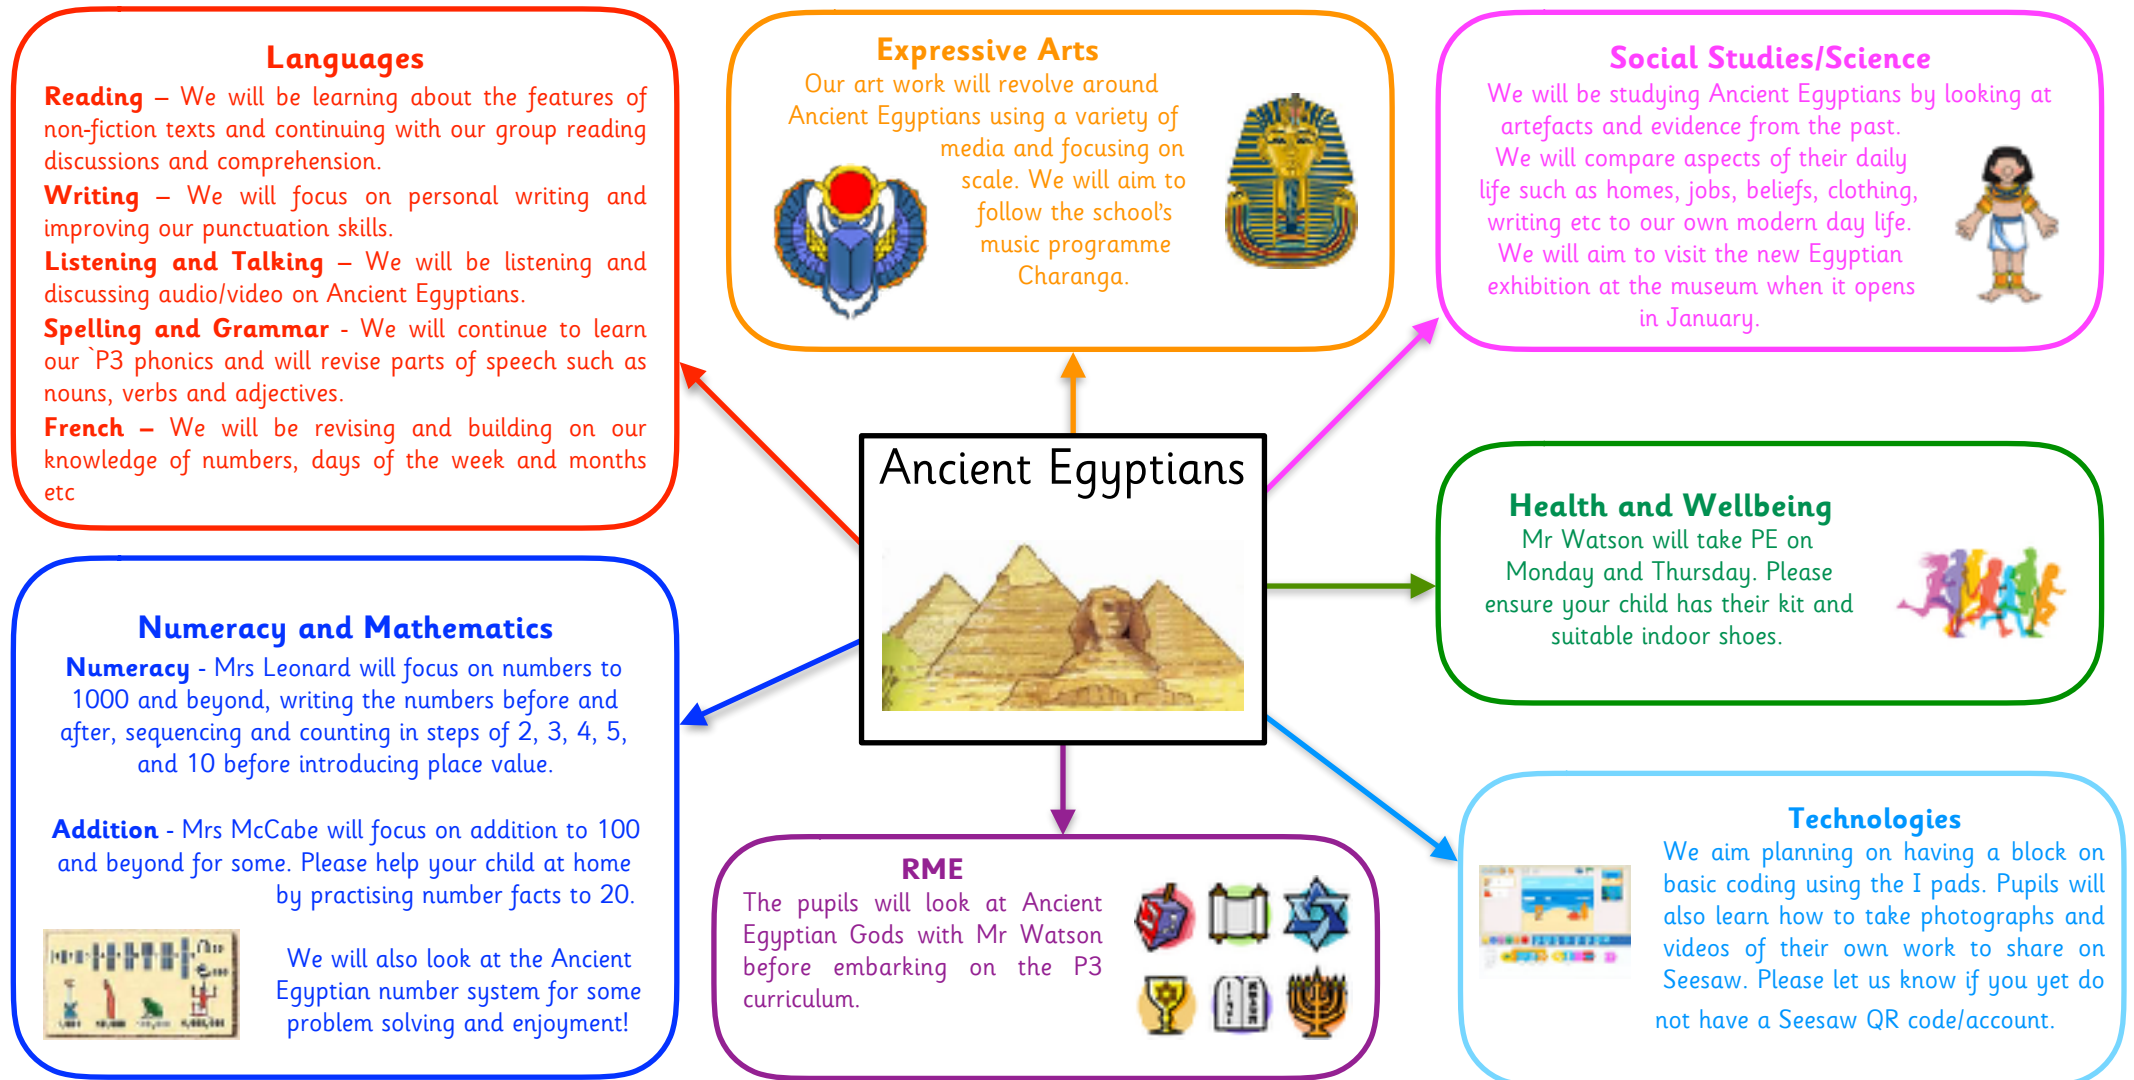 Languages
Reading – We will be learning about the features of
non-fiction texts and continuing with our group reading
discussions and comprehension.
Writing – We will focus on personal writing and
improving our punctuation skills.
Listening and Talking – We will be listening and
discussing audio/video on Ancient Egyptians.
Spelling and Grammar - We will continue to learn
our `P3 phonics and will revise parts of speech such as
nouns, verbs and adjectives.
French – We will be revising and building on our
knowledge of numbers, days of the week and months
etc
Expressive Arts
Our art work will revolve around
Ancient Egyptians using a variety of
media and focusing on
scale. We will aim to
follow the school's
music programme
Charanga.
Social Studies/Science
We will be studying Ancient Egyptians by looking at
artefacts and evidence from the past.
We will compare aspects of their daily
life such as homes, jobs, beliefs, clothing,
writing etc to our own modern day life.
We will aim to visit the new Egyptian
exhibition at the museum when it opens
in January.
Ancient Egyptians
Health and Wellbeing
Mr Watson will take PE on
Monday and Thursday. Please
ensure your child has their kit and
suitable indoor shoes.
Numeracy and Mathematics
Numeracy - Mrs Leonard will focus on numbers to
1000 and beyond, writing the numbers before and
after, sequencing and counting in steps of 2, 3, 4, 5,
and 10 before introducing place value.
Addition - Mrs McCabe will focus on addition to 100
and beyond for some. Please help your child at home
by practising number facts to 20.
We will also look at the Ancient
Egyptian number system for some
problem solving and enjoyment!
RME
The pupils will look at Ancient
Egyptian Gods with Mr Watson
before embarking on the P3
curriculum.
Technologies
We aim planning on having a block on
basic coding using the I pads. Pupils will
also learn how to take photographs and
videos of their own work to share on
Seesaw. Please let us know if you yet do
not have a Seesaw QR code/account.